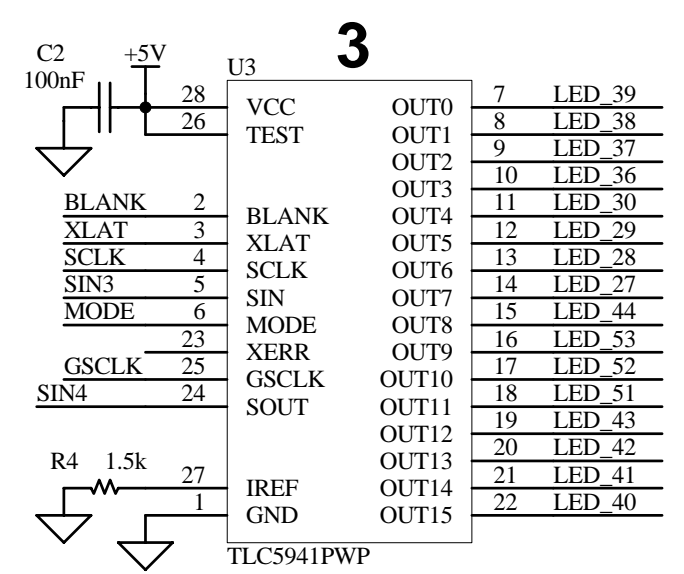 3
C2 +5V
100nF
U3
28 VCC OUT0 7 LED_39
26 TEST OUT1 8 LED_38
OUT2 9 LED_37
OUT3 10 LED_36
BLANK 2 BLANK OUT4 11 LED_30
XLAT 3 XLAT OUT5 12 LED_29
SCLK 4 SCLK OUT6 13 LED_28
SIN3 5 SIN OUT7 14 LED_27
MODE 6 MODE OUT8 15 LED_44
23 XERR OUT9 16 LED_53
GSCLK 25 GSCLK OUT10 17 LED_52
SIN4 24 SOUT OUT11 18 LED_51
OUT12 19 LED_43
OUT13 20 LED_42
R4 1.5k 27 IREF OUT14 21 LED_41
1 GND OUT15 22 LED_40
TLC5941PWP